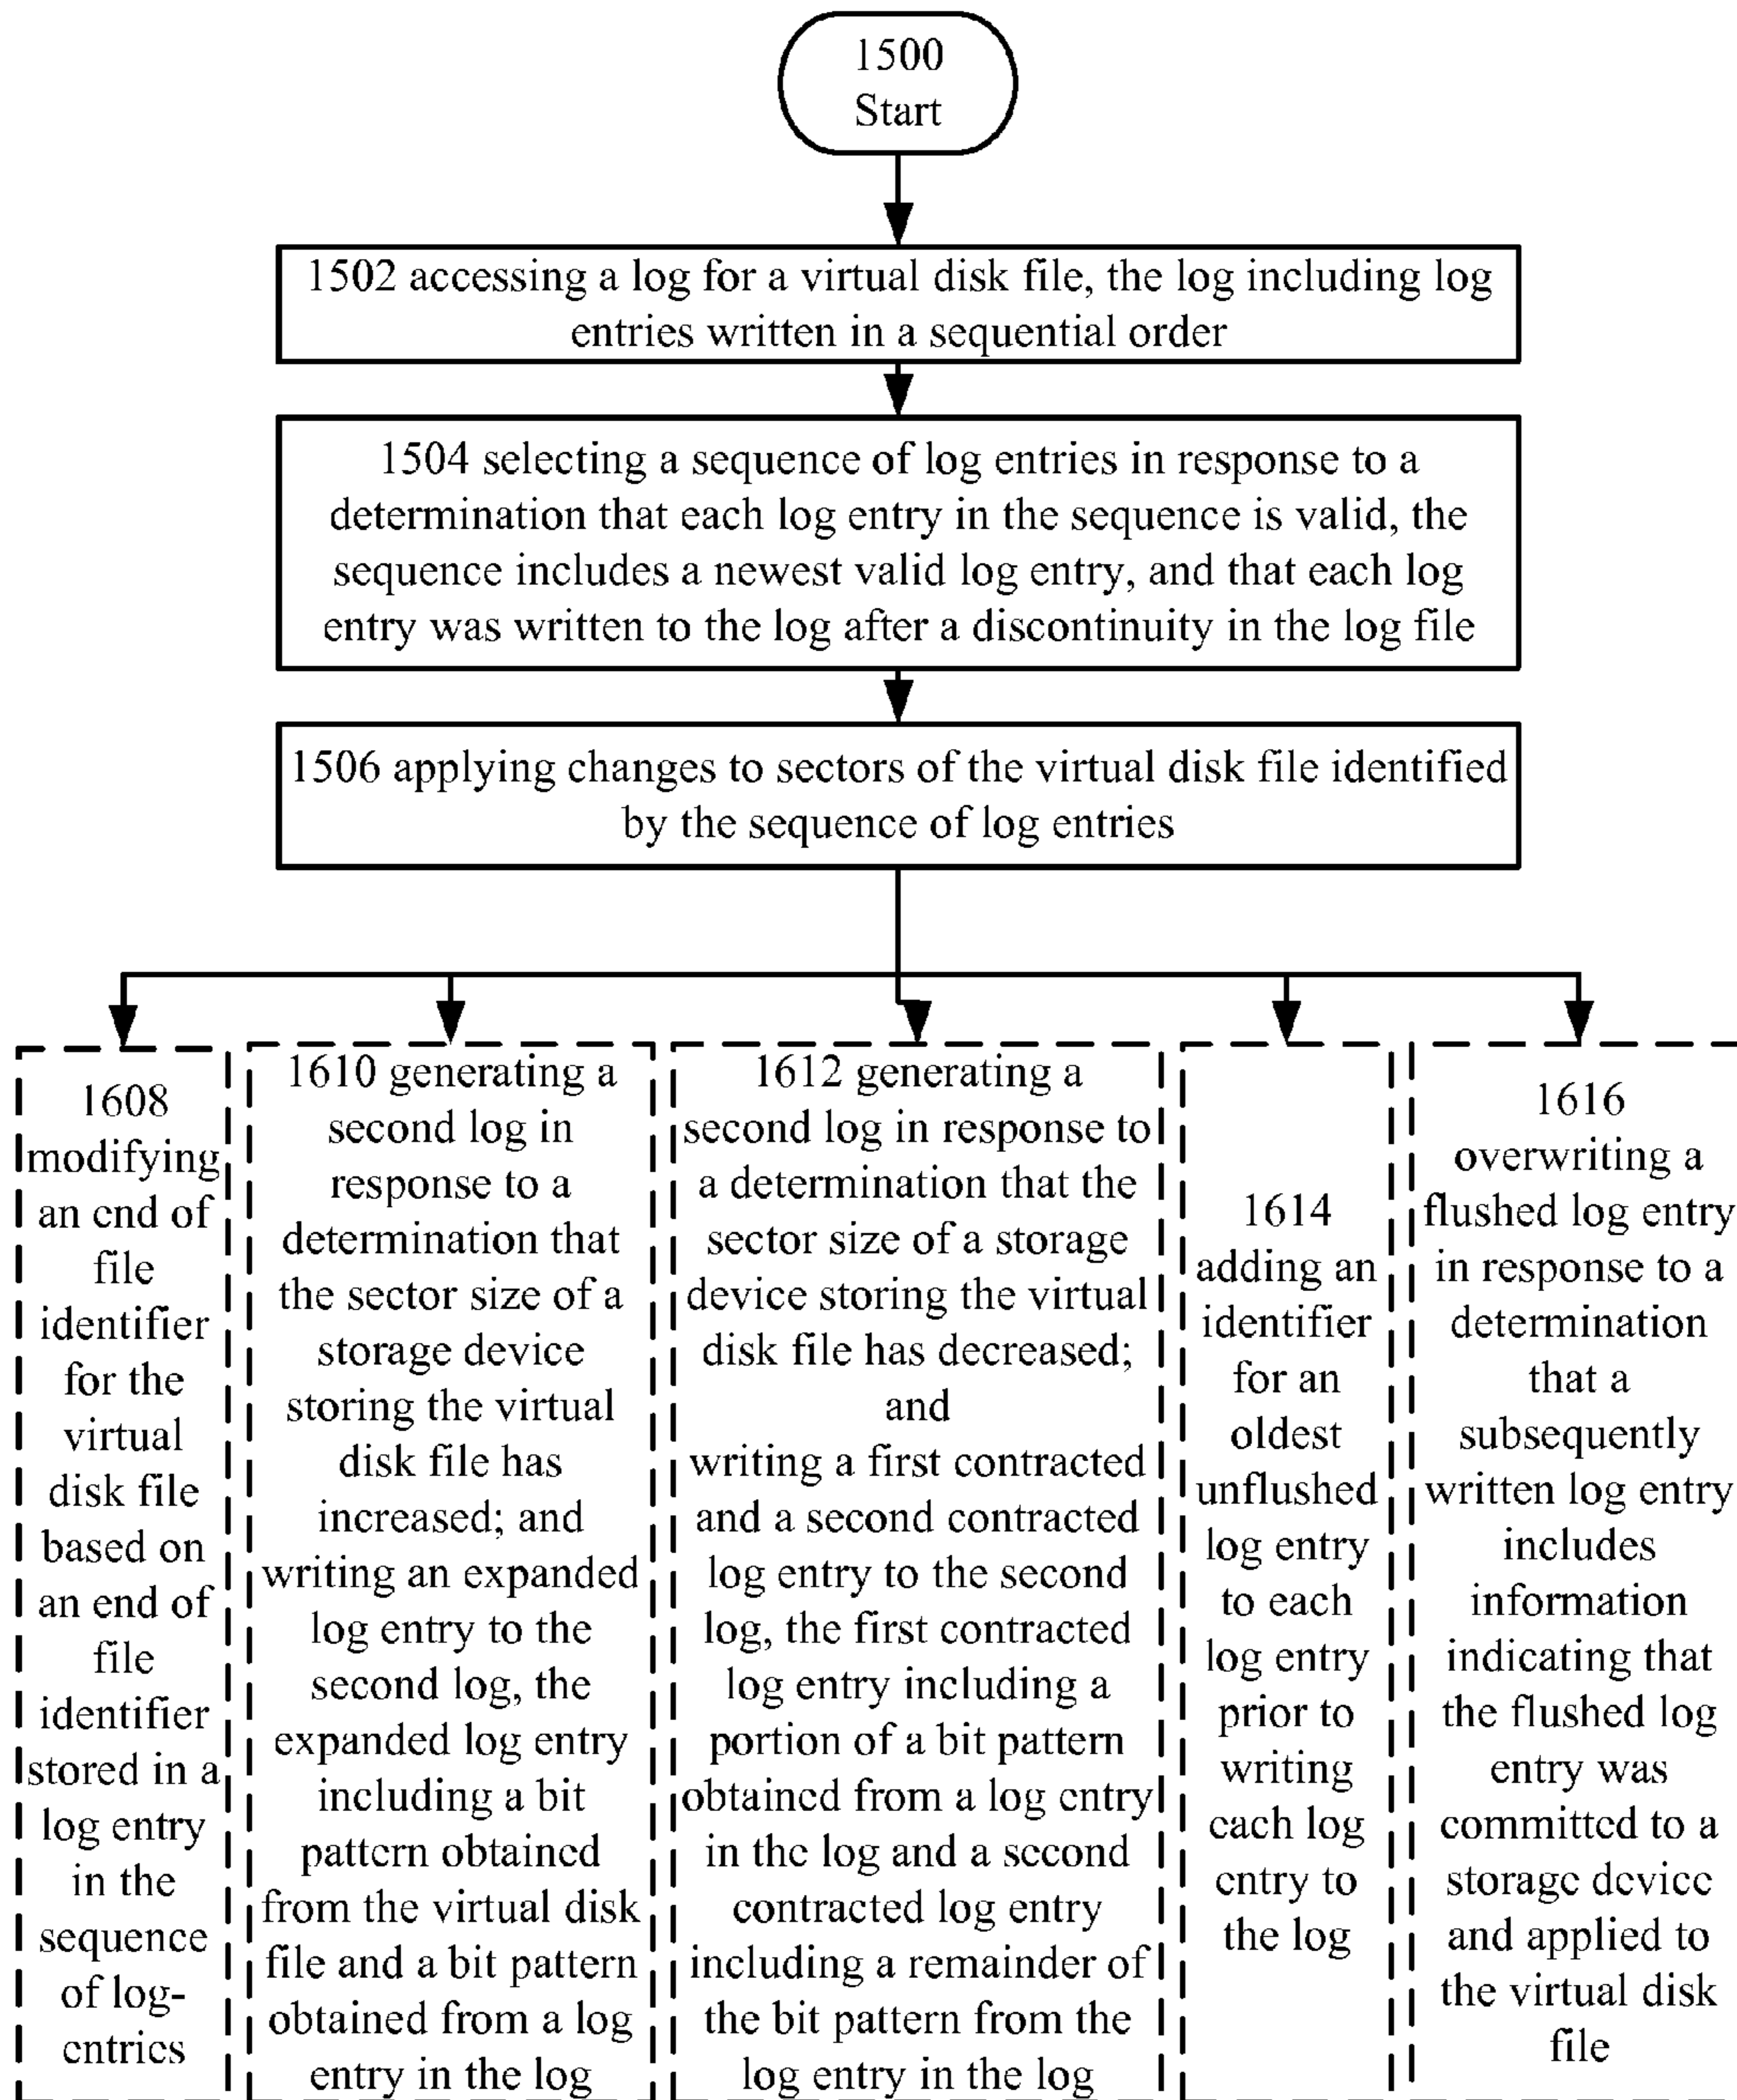 1500
Start
1502 accessing a log for a virtual disk file, the log including log
entries written in a sequential order
1504 selecting a sequence of log entries in response to a
determination that each log entry in the sequence is valid, the
sequence includes a newest valid log entry, and that each log
entry was written to the log after a discontinuity in the log file
1506 applying changes to sectors of the virtual disk file identified
by the sequence of log entries
1608
modifying
an end of
file
identifier
for the
virtual
disk file
based on
an end of
file
identifier
stored in a
log entry
in the
sequence
of log-
entries
1610 generating a
second log in
response to a
determination that
the sector size of a
storage device
storing the virtual
disk file has
increased; and
writing an expanded
log entry to the
second log, the
expanded log entry
including a bit
pattern obtained
from the virtual disk
file and a bit pattern
obtained from a log
entry in the log
1612 generating a
second log in response to
a determination that the
sector size of a storage
device storing the virtual
disk file has decreased;
and
writing a first contracted
and a second contracted
log entry to the second
log, the first contracted
log entry including a
portion of a bit pattern
obtained from a log entry
in the log and a second
contracted log entry
including a remainder of
the bit pattern from the
log entry in the log
1614
adding an
identifier
for an
oldest
unflushed
log entry
to each
log entry
prior to
writing
each log
entry to
the log
1616
overwriting a
flushed log entry
in response to a
determination
that a
subsequently
written log entry
includes
information
indicating that
the flushed log
entry was
committed to a
storage device
and applied to
the virtual disk
file